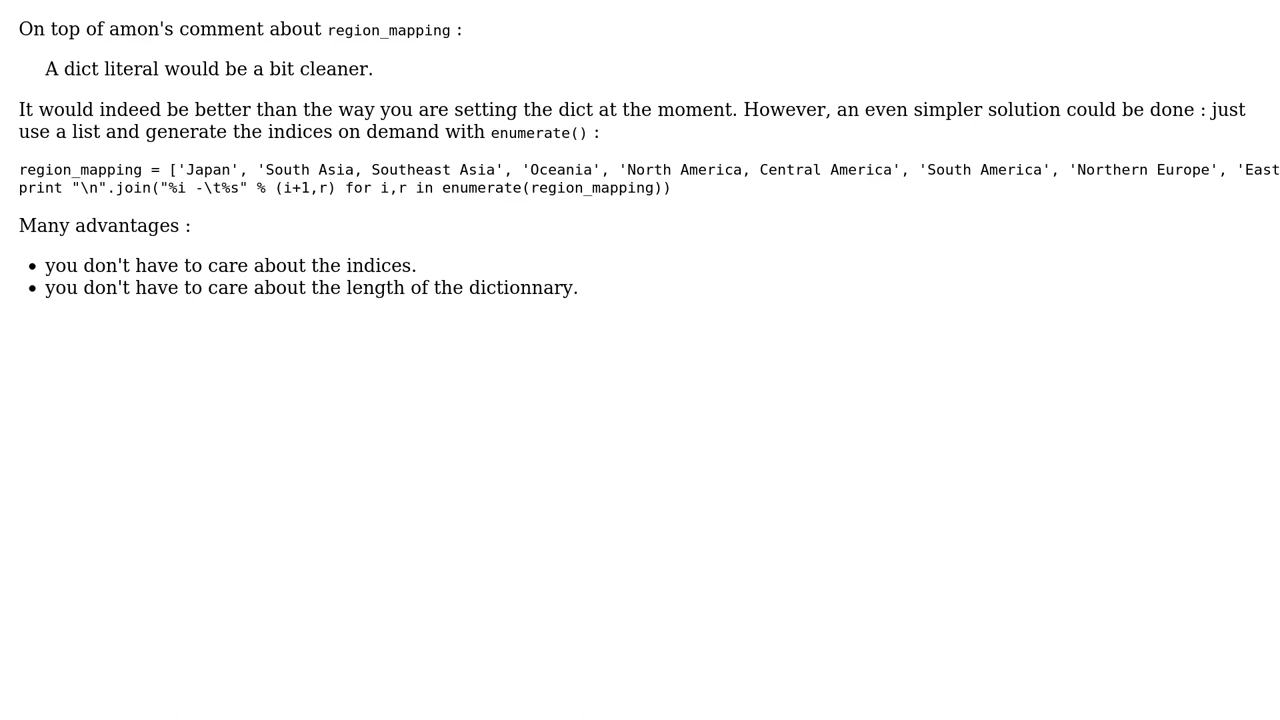 On top of amon's comment about region_mapping :
A dict literal would be a bit cleaner.
It would indeed be better than the way you are setting the dict at the moment. However, an even simpler solution could be done : just
use a list and generate the indices on demand with enumerate() :
region_mapping = ['Japan', 'South Asia, Southeast Asia', 'Oceania', 'North America, Central America', 'South America', 'Northern Europe', 'East
print "\n".join("%i -\t%s" % (i+1,r) for i,r in enumerate(region_mapping))
Many advantages :
• you don't have to care about the indices.
• you don't have to care about the length of the dictionnary.